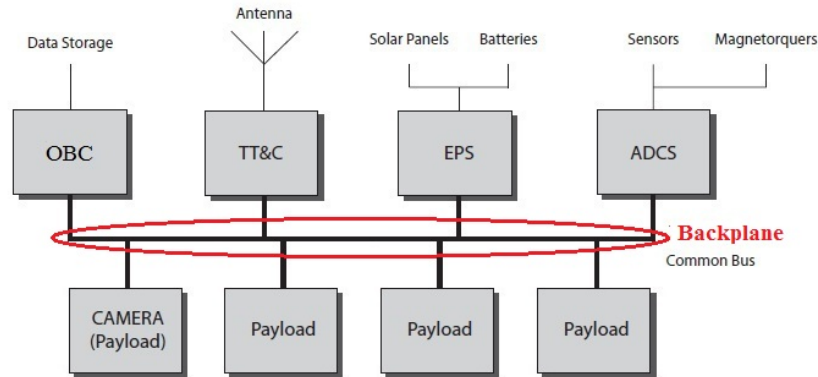 Antenna
Data Storage
Solar Panels
Batteries
Sensors
Magnetorquers
OBC
TT&C
EPS
ADCS
Backplane
Common Bus
CAMERA
(Payload)
Payload
Payload
Payload